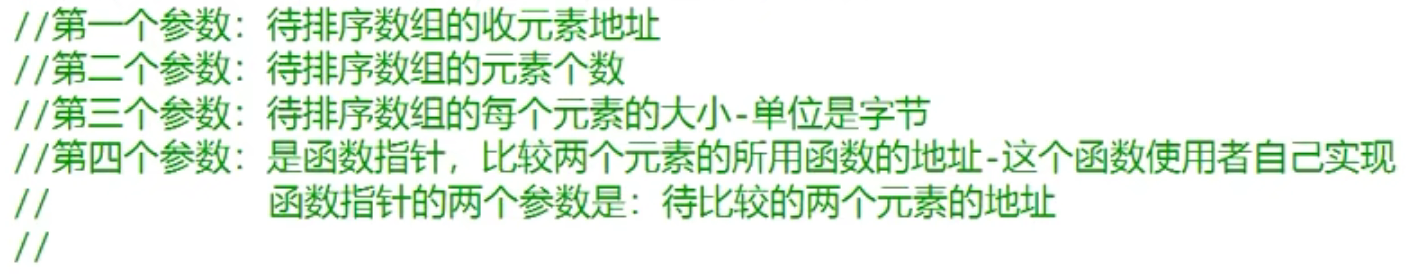 //第一个参数：待排序数组的收元素地址
//第二个参数：待排序数组的元素个数
//第三个参数：待排序数组的每个元素的大小-单位是字节
//第四个参数：是函数指针，比较两个元素的所用函数的地址-这个函数使用者自己实现
//          函数指针的两个参数是：待比较的两个元素的地址
//